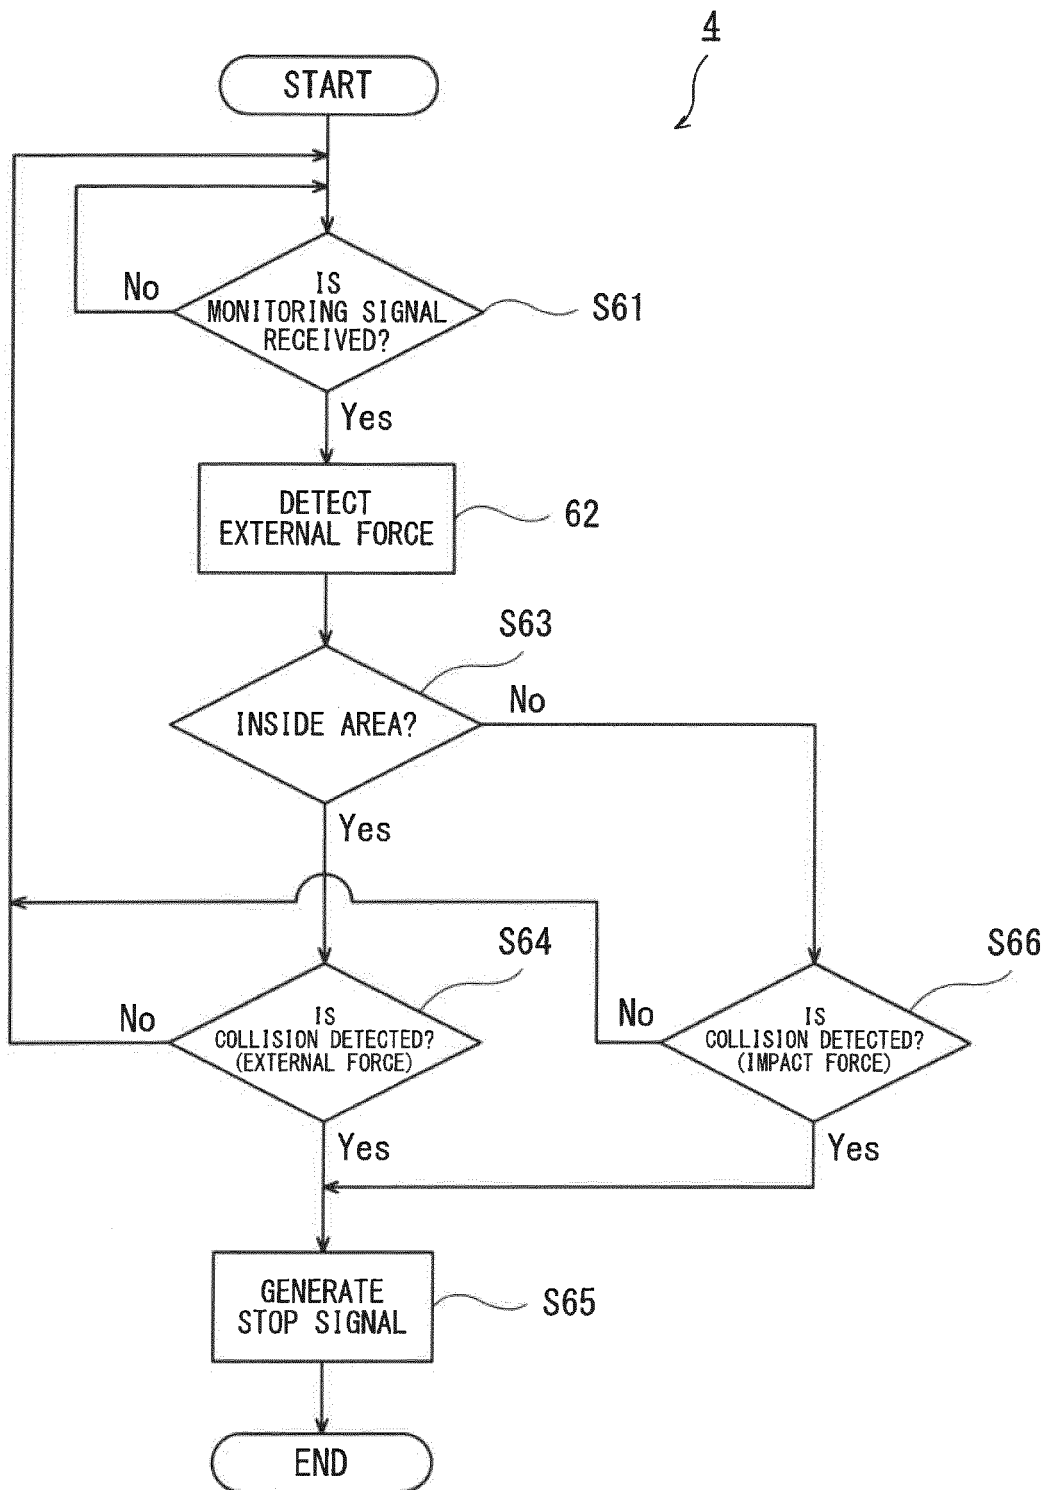 4
START
No
IS
MONITORING SIGNAL
RECEIVED?
S61
Yes
DETECT
EXTERNAL FORCE
62
S63
INSIDE AREA?
No
Yes
S64
S66
No
IS
COLLISION DETECTED?
(EXTERNAL FORCE)
No
IS
COLLISION DETECTED?
(IMPACT FORCE)
Yes
Yes
GENERATE
STOP SIGNAL
S65
END